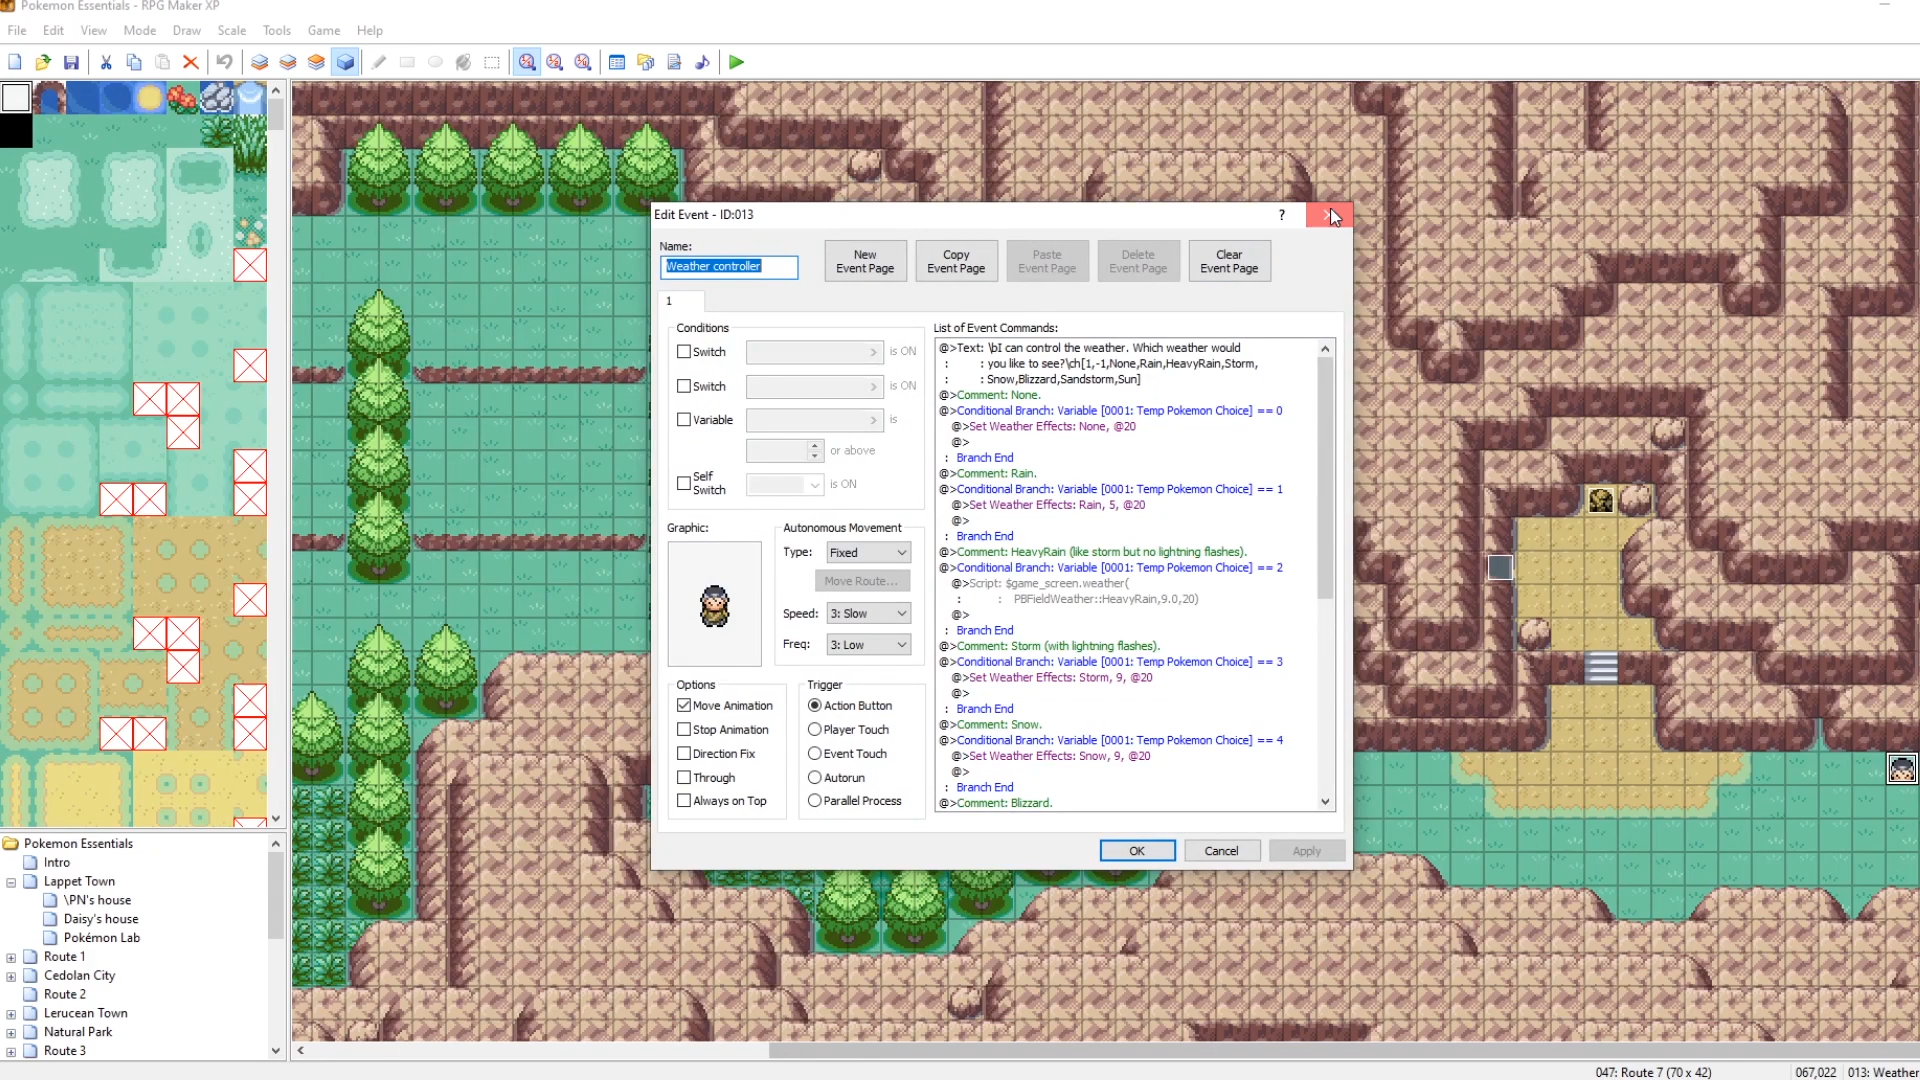 Pokemon Essentials - RPG Maker XP
File Edit View Mode Draw Scale Tools Game Help
Edit Event - ID:013
?
Name:
Weather controller
New
Event Page
Copy
Event Page
Paste
Event Page
Delete
Event Page
Clear
Event Page
1
Conditions
Switch is ON
Switch is ON
Variable is
or above
Self
Switch is ON
Graphic:
Autonomous Movement
Type: Fixed
Move Route...
Speed: 3: Slow
Freq: 3: Low
Options
Move Animation
Stop Animation
Direction Fix
Through
Always on Top
Trigger
Action Button
Player Touch
Event Touch
Autorun
Parallel Process
List of Event Commands:
@>Text: \bI can control the weather. Which weather would
: : you like to see?\ch[1,-1,None,Rain,HeavyRain,Storm,
: : Snow,Blizzard,Sandstorm,Sun]
@>Comment: None.
@>Conditional Branch: Variable [0001: Temp Pokemon Choice] == 0
@>Set Weather Effects: None, @20
@>
: Branch End
@>Comment: Rain.
@>Conditional Branch: Variable [0001: Temp Pokemon Choice] == 1
@>Set Weather Effects: Rain, 5, @20
@>
: Branch End
@>Comment: HeavyRain (like storm but no lightning flashes).
@>Conditional Branch: Variable [0001: Temp Pokemon Choice] == 2
@>Script: $game_screen.weather(
: : PBFieldWeather::HeavyRain,9.0,20)
@>
: Branch End
@>Comment: Storm (with lightning flashes).
@>Conditional Branch: Variable [0001: Temp Pokemon Choice] == 3
@>Set Weather Effects: Storm, 9, @20
@>
: Branch End
@>Comment: Snow.
@>Conditional Branch: Variable [0001: Temp Pokemon Choice] == 4
@>Set Weather Effects: Snow, 9, @20
@>
: Branch End
@>Comment: Blizzard.
OK
Cancel
Apply
Pokemon Essentials
Intro
Lappet Town
\PN's house
Daisy's house
Pokémon Lab
Route 1
Cedolan City
Route 2
Lerucean Town
Natural Park
Route 3
047: Route 7 (70 x 42) 067,022 013: Weather